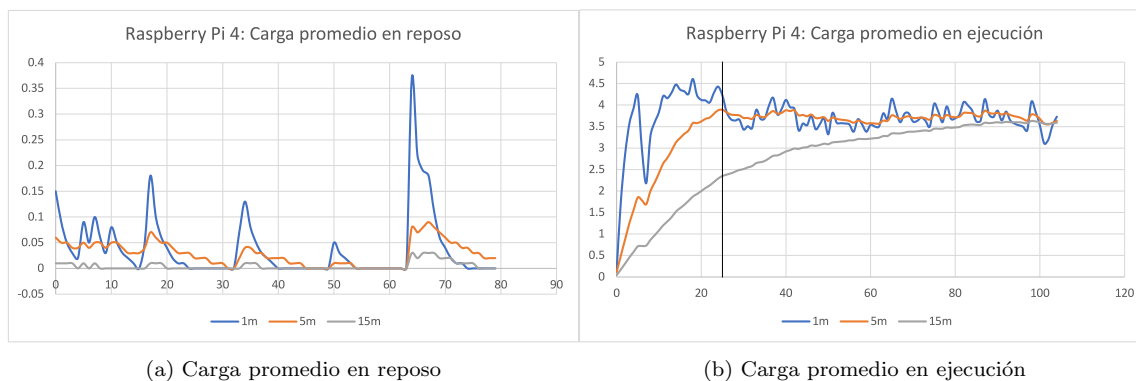 Raspberry Pi 4: Carga promedio en reposo
0.4
0.35
0.3
0.25
0.2
0.15
0.1
0.05
0
-0.05
0 10 20 30 40 50 60 70 80 90
1m 5m 15m
(a) Carga promedio en reposo
Raspberry Pi 4: Carga promedio en ejecución
5
4.5
4
3.5
3
2.5
2
1.5
1
0.5
0
0 20 40 60 80 100 120
1m 5m 15m
(b) Carga promedio en ejecución